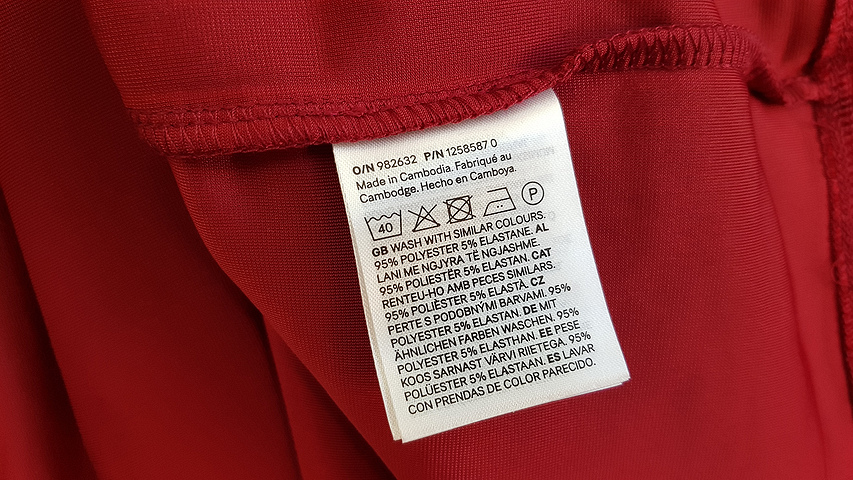 O/N 982632 P/N 1258587 0
Made in Cambodia. Fabriqué au
Cambodge. Hecho en Camboya.
40 P
GB WASH WITH SIMILAR COLOURS.
95% POLYESTER 5% ELASTANE. AL
LANI ME NGJYRA TË NGJASHME.
95% POLIESTËR 5% ELASTAN. CAT
RENTEU-HO AMB PECES SIMILARS.
95% POLIÈSTER 5% ELASTÀ. CZ
PERTE S PODOBNÝMI BARVAMI. 95%
POLYESTER 5% ELASTAN. DE MIT
ÄHNLICHEN FARBEN WASCHEN. 95%
POLYESTER 5% ELASTHAN. EE PESE
KOOS SARNAST VÄRVI RIIETEGA. 95%
POLÜESTER 5% ELASTAAN. ES LAVAR
CON PRENDAS DE COLOR PARECIDO.